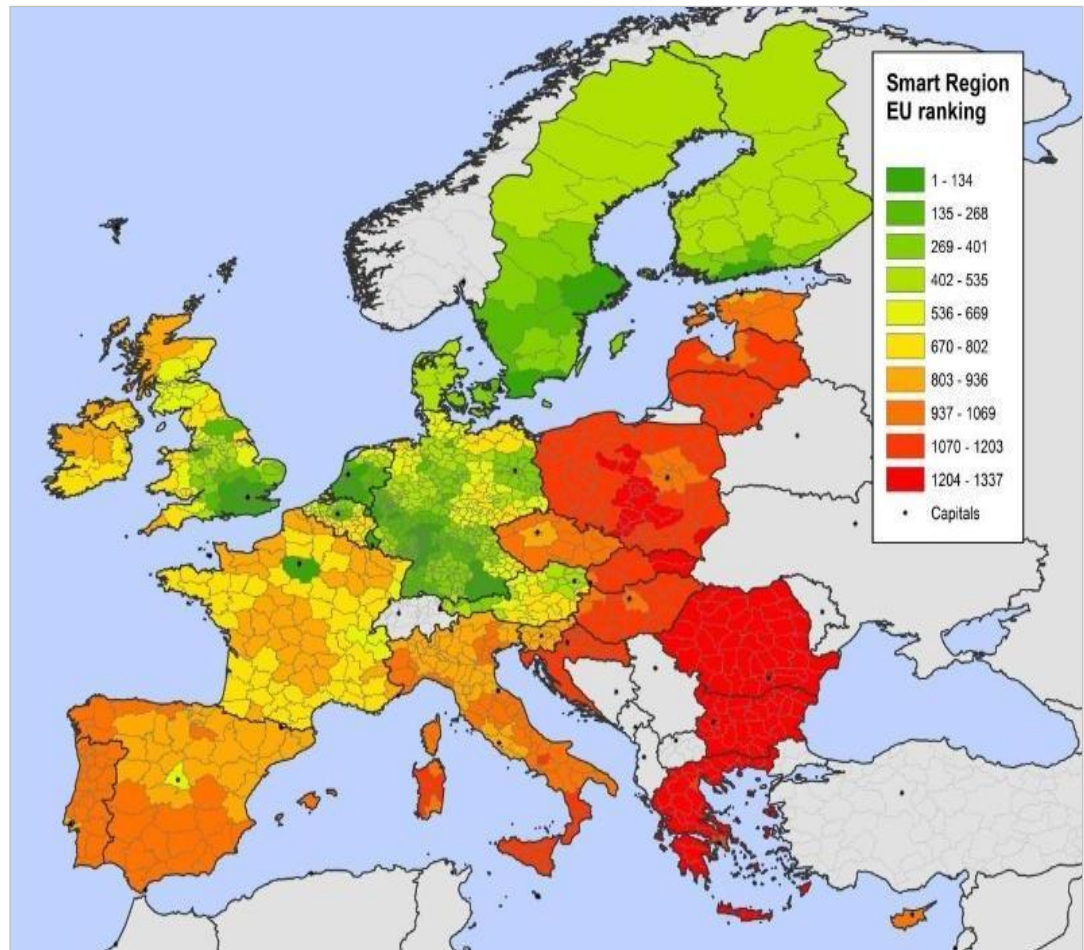 Smart Region
EU ranking
1 - 134
135 - 268
269 - 401
402 - 535
536 - 669
670 - 802
803 - 936
937 - 1069
1070 - 1203
1204 - 1337
Capitals